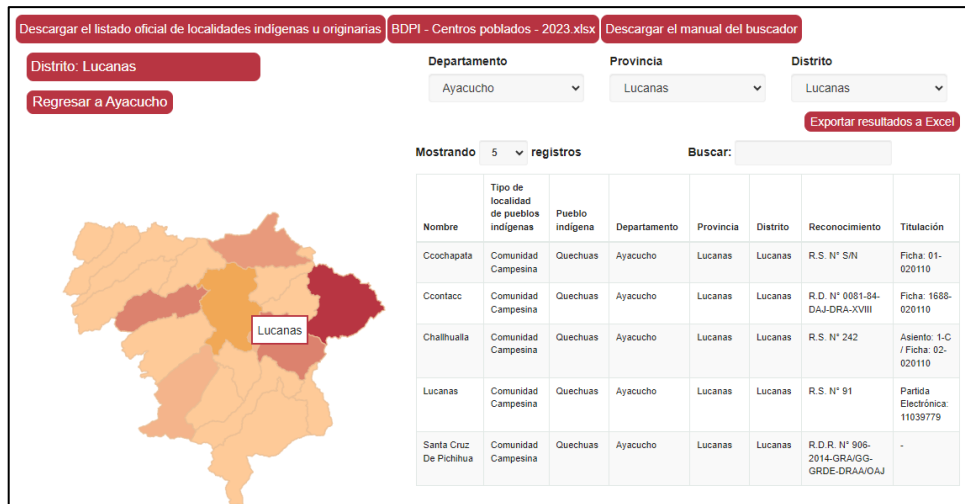 Descargar el listado oficial de localidades indígenas u originarias BDPI - Centros poblados - 2023.xlsx Descargar el manual del buscador
Distrito: Lucanas
Regresar a Ayacucho
Departamento Provincia Distrito
Ayacucho Lucanas Lucanas
Exportar resultados a Excel
Mostrando 5 registros Buscar:
Nombre Tipo de localidad de pueblos indígenas Pueblo indígena Departamento Provincia Distrito Reconocimiento Titulación
Ccochapata Comunidad Campesina Quechuas Ayacucho Lucanas Lucanas R.S. N° S/N Ficha: 01-020110
Ccontacc Comunidad Campesina Quechuas Ayacucho Lucanas Lucanas R.D. N° 0081-84-DAJ-DRA-XVIII Ficha: 1688-020110
Challhualla Comunidad Campesina Quechuas Ayacucho Lucanas Lucanas R.S. N° 242 Asiento: 1-C / Ficha: 02-020110
Lucanas Comunidad Campesina Quechuas Ayacucho Lucanas Lucanas R.S. N° 91 Partida Electrónica: 11039779
Santa Cruz De Pichihua Comunidad Campesina Quechuas Ayacucho Lucanas Lucanas R.D.R. N° 906-2014-GRA/GG-GRDE-DRAA/OAJ -
Lucanas